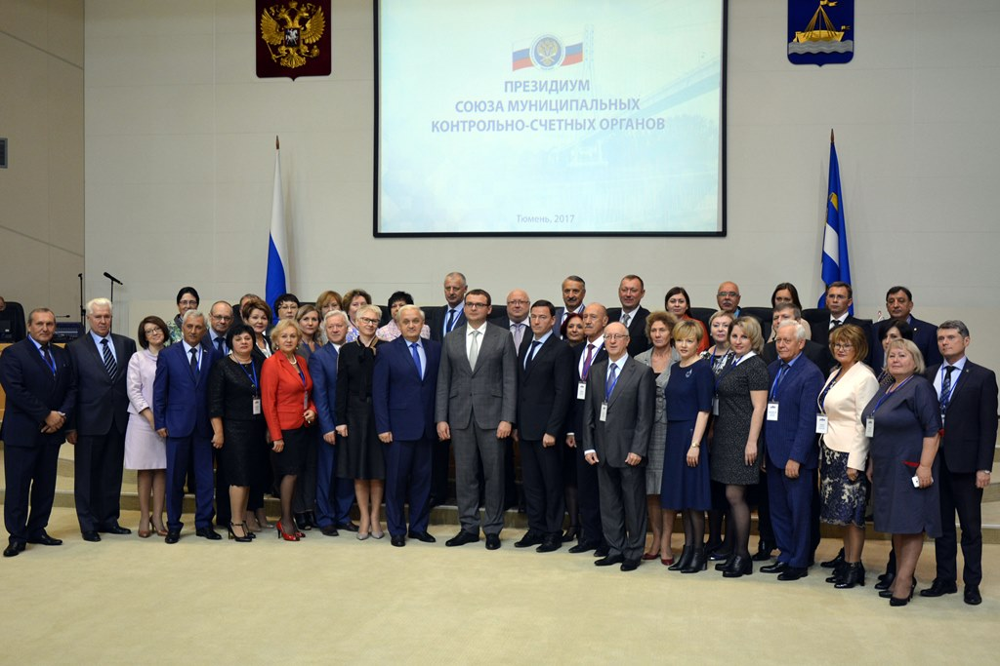 ПРЕЗИДИУМ
СОЮЗА МУНИЦИПАЛЬНЫХ
КОНТРОЛЬНО-СЧЕТНЫХ ОРГАНОВ
Тюмень, 2017